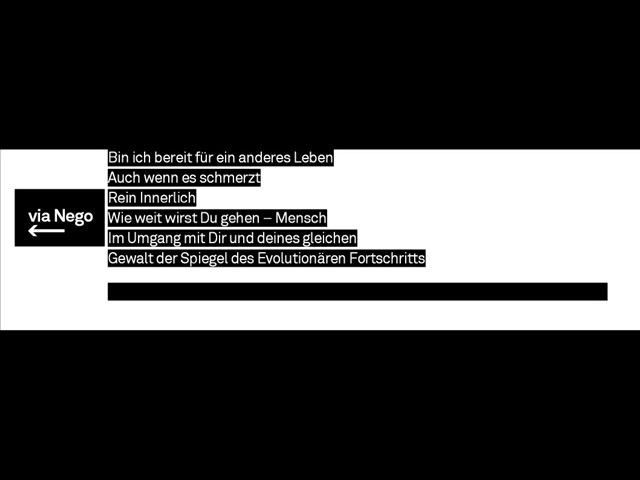 Bin ich bereit für ein anderes Leben
Auch wenn es schmerzt
Rein Innerlich
via Nego
Wie weit wirst Du gehen – Mensch
Im Umgang mit Dir und deines gleichen
Gewalt der Spiegel des Evolutionären Fortschritts